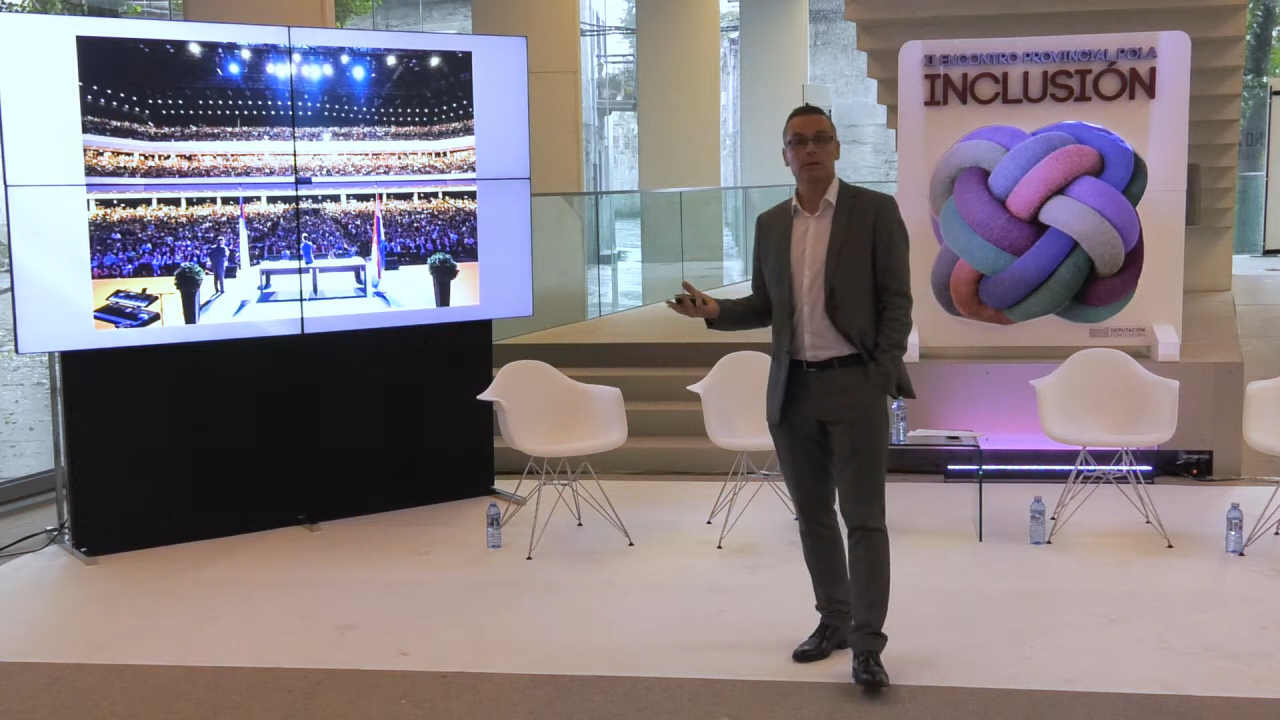 II ENCONTRO PROVINCIAL POLA
INCLUSIÓN
DEPUTACIÓN
PONTEVEDRA